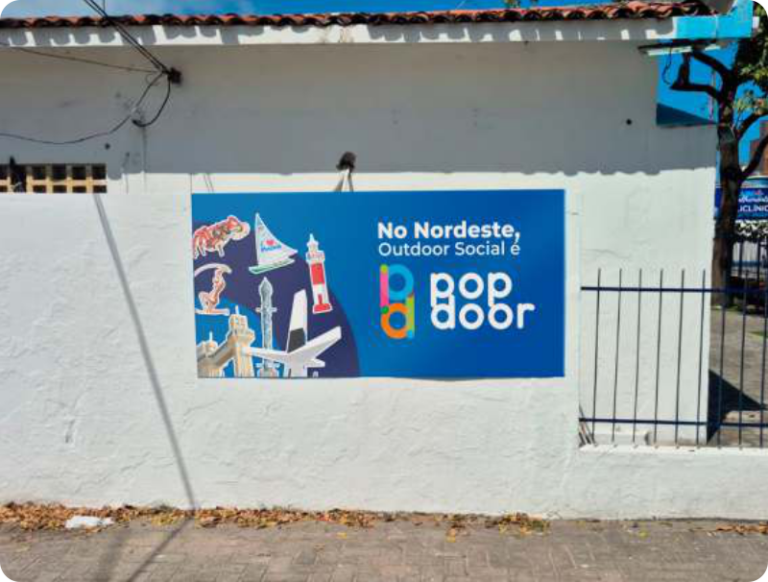 No Nordeste,
Outdoor Social é
pop
door